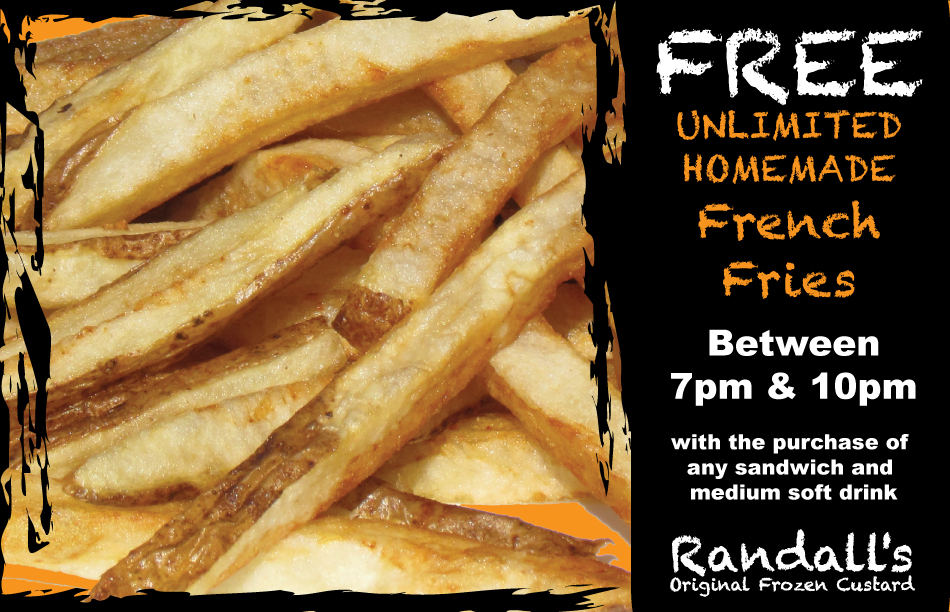 FREE
UNLIMITED
HOMEMADE
French
Fries
Between
7pm & 10pm
with the purchase of
any sandwich and
medium soft drink
Randall's
Original Frozen Custard